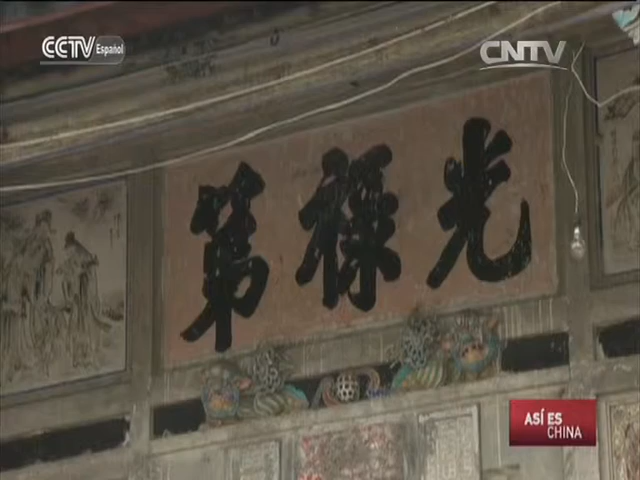 CCTV Español
CNTV
光祿第
ASÍ ES
CHINA